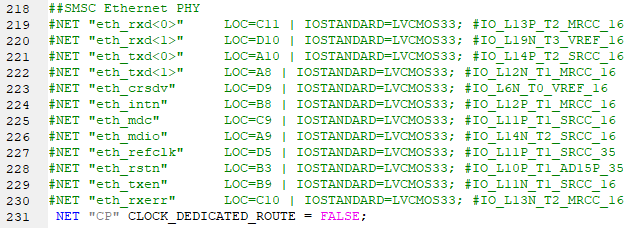 218 ##SMSC Ethernet PHY
219 #NET "eth_rxd<0>" LOC=C11 | IOSTANDARD=LVCMOS33; #IO_L13P_T2_MRCC_16
220 #NET "eth_rxd<1>" LOC=D10 | IOSTANDARD=LVCMOS33; #IO_L19N_T3_VREF_16
221 #NET "eth_txd<0>" LOC=A10 | IOSTANDARD=LVCMOS33; #IO_L14P_T2_SRCC_16
222 #NET "eth_txd<1>" LOC=A8 | IOSTANDARD=LVCMOS33; #IO_L12N_T1_MRCC_16
223 #NET "eth_crsdv" LOC=D9 | IOSTANDARD=LVCMOS33; #IO_L6N_T0_VREF_16
224 #NET "eth_intn" LOC=B8 | IOSTANDARD=LVCMOS33; #IO_L12P_T1_MRCC_16
225 #NET "eth_mdc" LOC=C9 | IOSTANDARD=LVCMOS33; #IO_L11P_T1_SRCC_16
226 #NET "eth_mdio" LOC=A9 | IOSTANDARD=LVCMOS33; #IO_L14N_T2_SRCC_16
227 #NET "eth_refclk" LOC=D5 | IOSTANDARD=LVCMOS33; #IO_L11P_T1_SRCC_35
228 #NET "eth_rstn" LOC=B3 | IOSTANDARD=LVCMOS33; #IO_L10P_T1_AD15P_35
229 #NET "eth_txen" LOC=B9 | IOSTANDARD=LVCMOS33; #IO_L11N_T1_SRCC_16
230 #NET "eth_rxerr" LOC=C10 | IOSTANDARD=LVCMOS33; #IO_L13N_T2_MRCC_16
231 NET "CP" CLOCK_DEDICATED_ROUTE = FALSE;